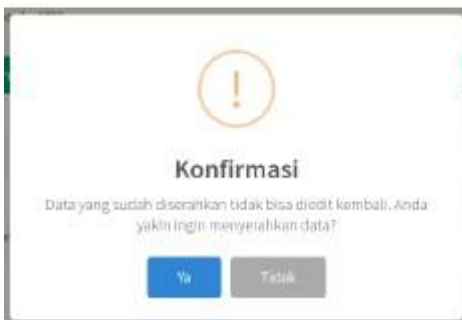 Konfirmasi
Data yang sudah diserahkan tidak bisa diedit kembali. Anda
yakin ingin menyerahkan data?
Ya
Tidak